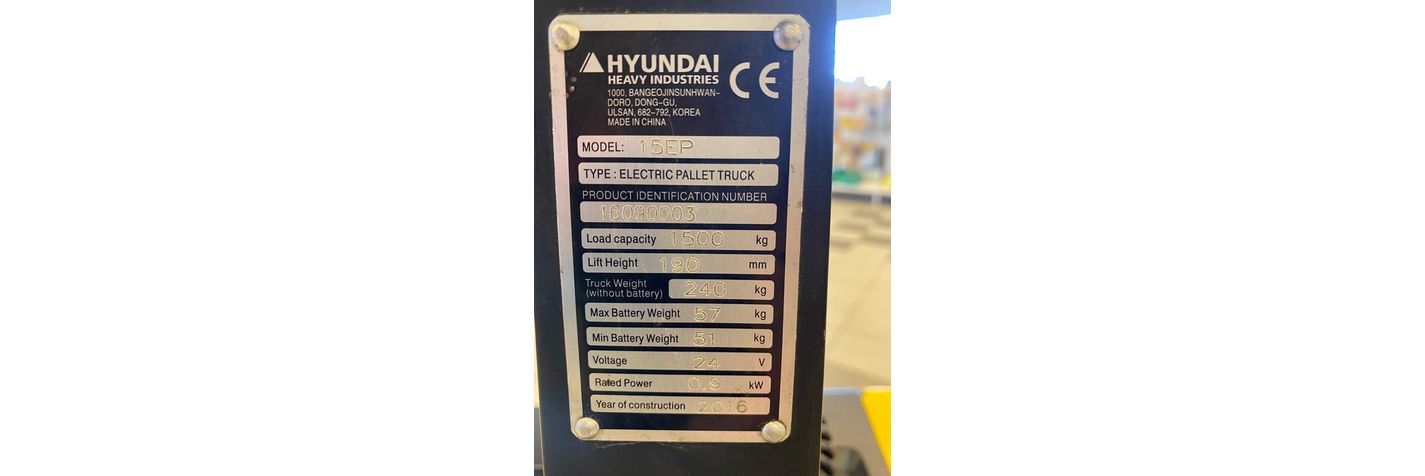 HYUNDAI
HEAVY INDUSTRIES
CE
1000, BANGEOJINSUNHWAN-
DORO, DONG-GU,
ULSAN, 682-792, KOREA
MADE IN CHINA
MODEL: 15EP
TYPE : ELECTRIC PALLET TRUCK
PRODUCT IDENTIFICATION NUMBER
16090003
Load capacity 1500 kg
Lift Height 190 mm
Truck Weight
(without battery) 240 kg
Max Battery Weight 57 kg
Min Battery Weight 51 kg
Voltage 24 V
Rated Power 0.9 kW
Year of construction 2016